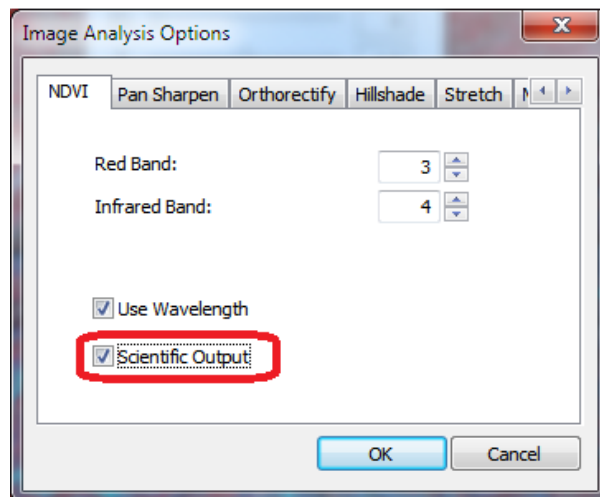 Image Analysis Options
NDVI Pan Sharpen Orthorectify Hillshade Stretch
Red Band: 3
Infrared Band: 4
Use Wavelength
Scientific Output
OK Cancel